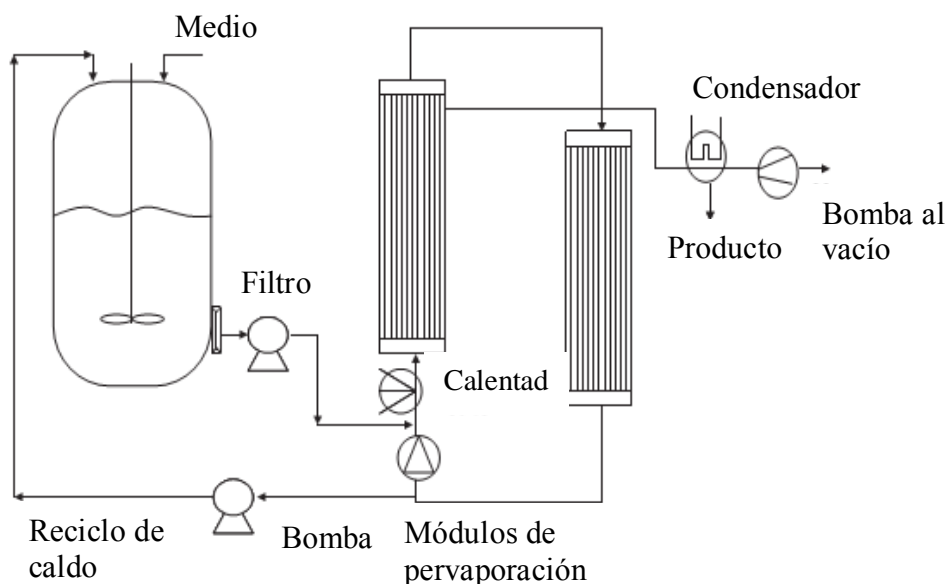 Medio
Condensador
Bomba al
vacío
Producto
Filtro
Calentad
Reciclo de
caldo
Bomba
Módulos de
pervaporación